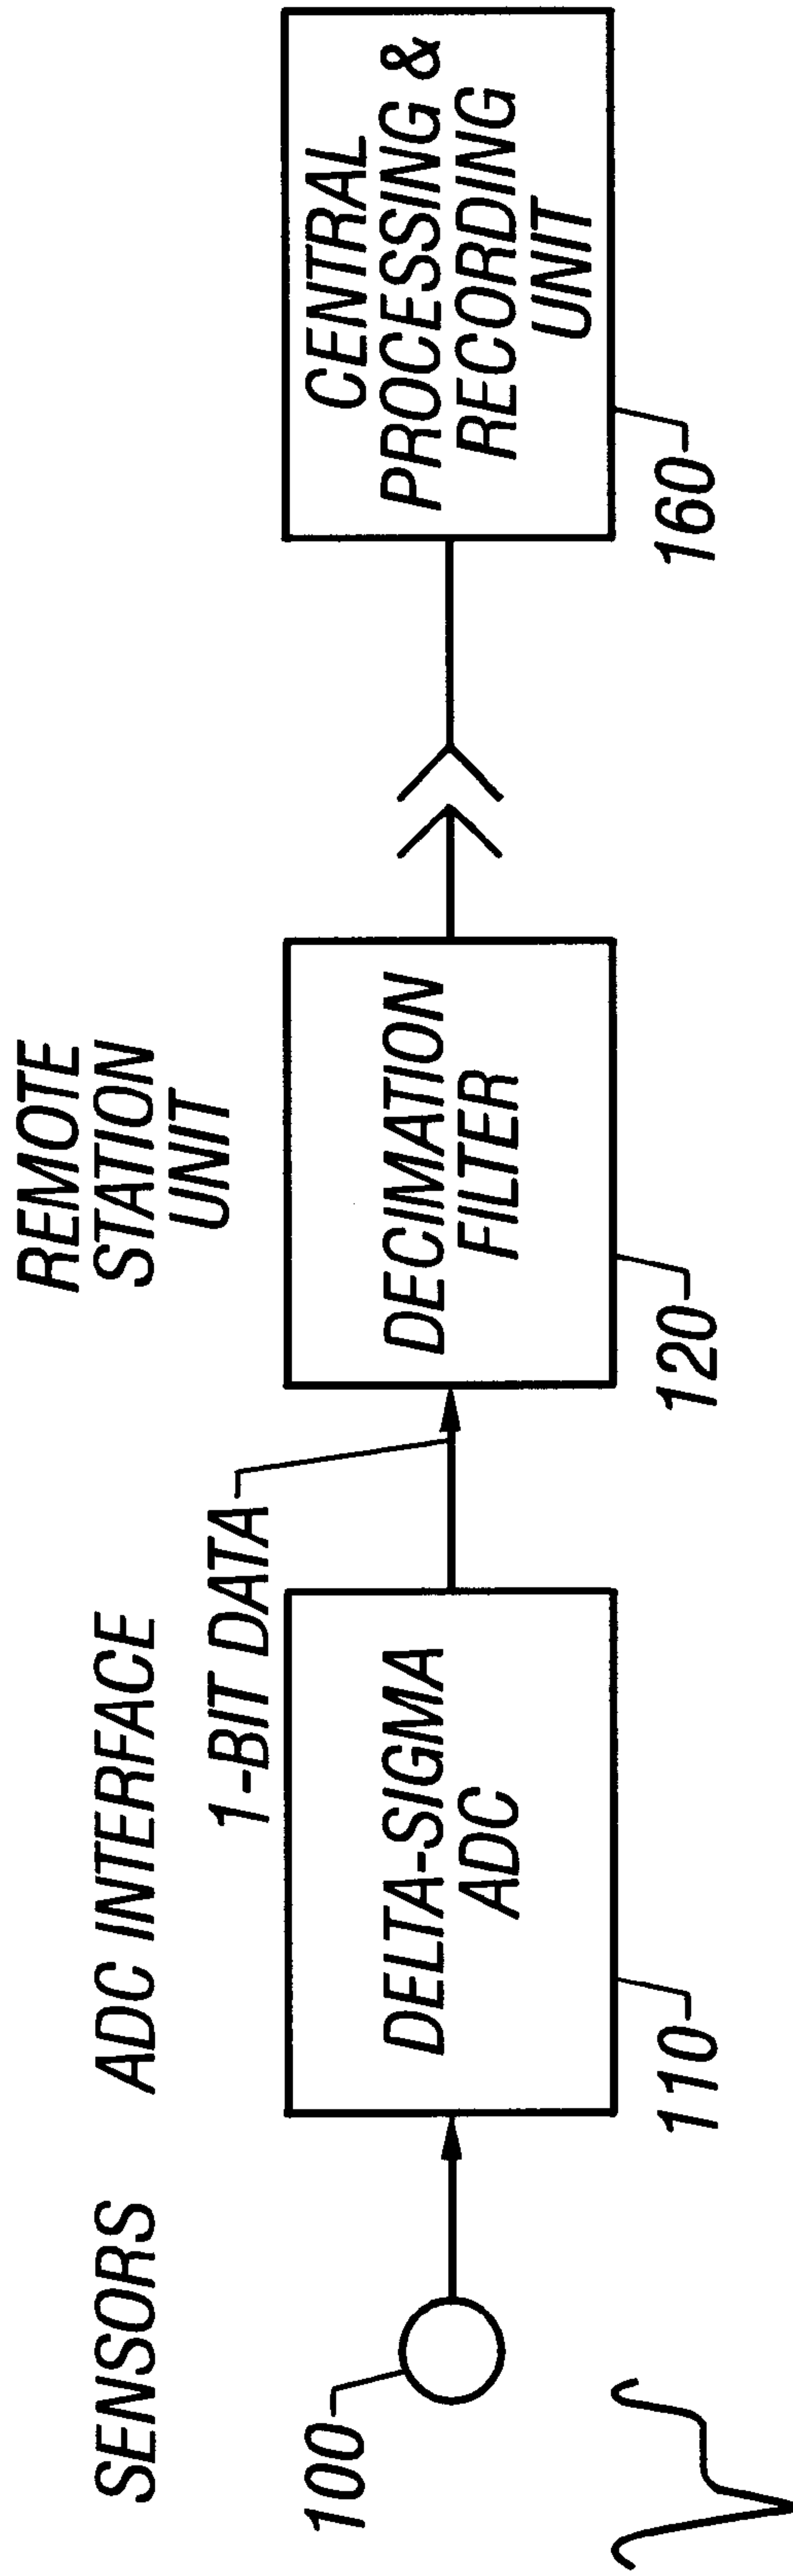 SENSORS
ADC INTERFACE
REMOTE
STATION
UNIT
100
1-BIT DATA
DELTA-SIGMA
ADC
DECIMATION
FILTER
CENTRAL
PROCESSING &
RECORDING
UNIT
110
120
160